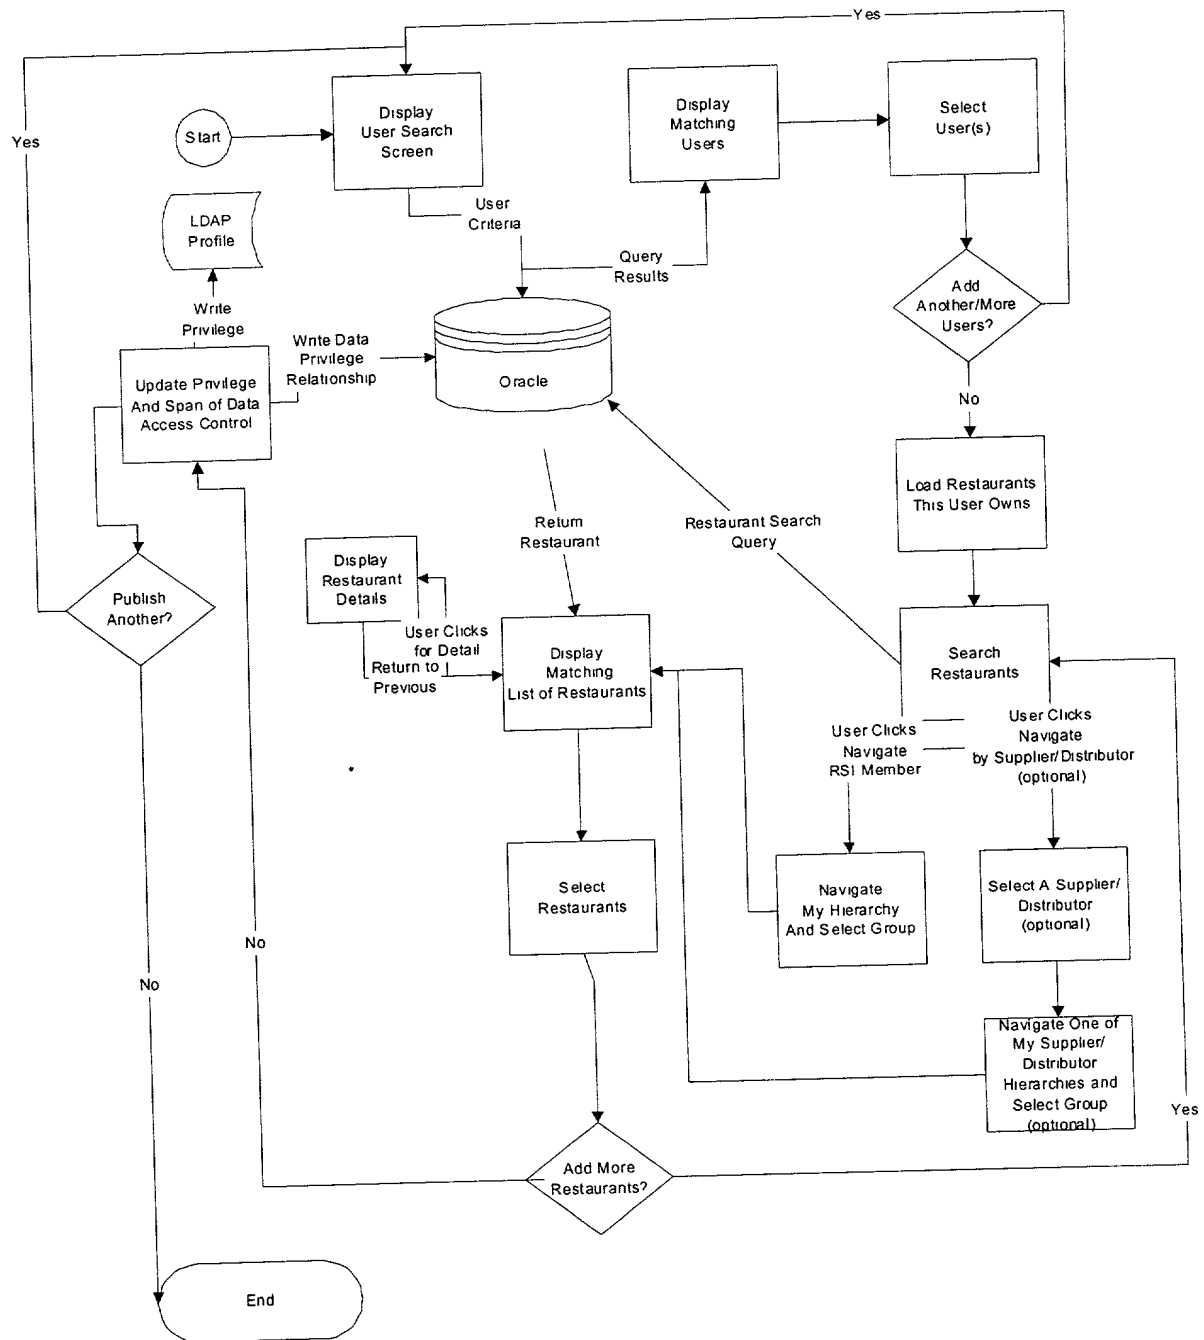 Yes
Yes
Start
Display
User Search
Screen
Display
Matching
Users
Select
User(s)
User
Criteria
LDAP
Profile
Query
Results
Add
Another/More
Users?
Write
Privilege
Write Data
Privilege
Relationship
Oracle
Update Privilege
And Span of Data
Access Control
No
Load Restaurants
This User Owns
Return
Restaurant
Restaurant Search
Query
Display
Restaurant
Details
Publish
Another?
User Clicks
for Detail
Return to
Previous
Display
Matching
List of Restaurants
Search
Restaurants
User Clicks
Navigate
RSI Member
User Clicks
Navigate
by Supplier/Distributor
(optional)
Select
Restaurants
Navigate
My Hierarchy
And Select Group
Select A Supplier/
Distributor
(optional)
No
No
Navigate One of
My Supplier/
Distributor
Hierarchies and
Select Group
(optional)
Yes
Add More
Restaurants?
End